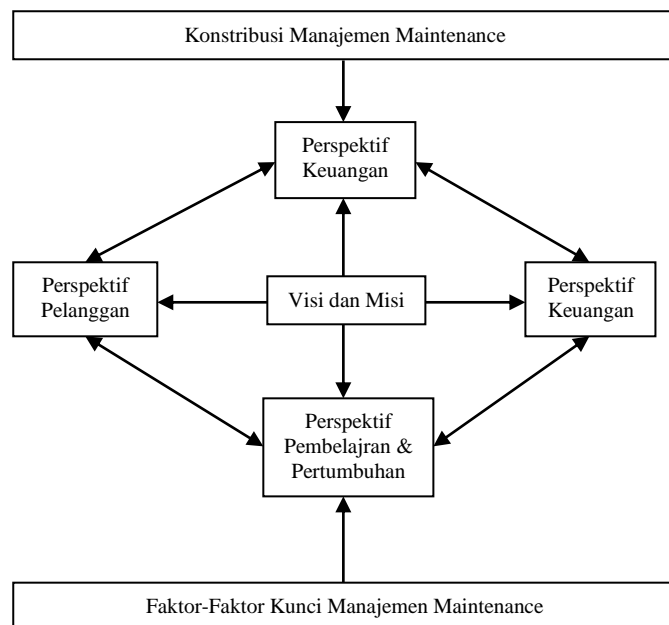 Konstribusi Manajemen Maintenance
Perspektif
Keuangan
Perspektif
Pelanggan
Visi dan Misi
Perspektif
Keuangan
Perspektif
Pembelajran &
Pertumbuhan
Faktor-Faktor Kunci Manajemen Maintenance